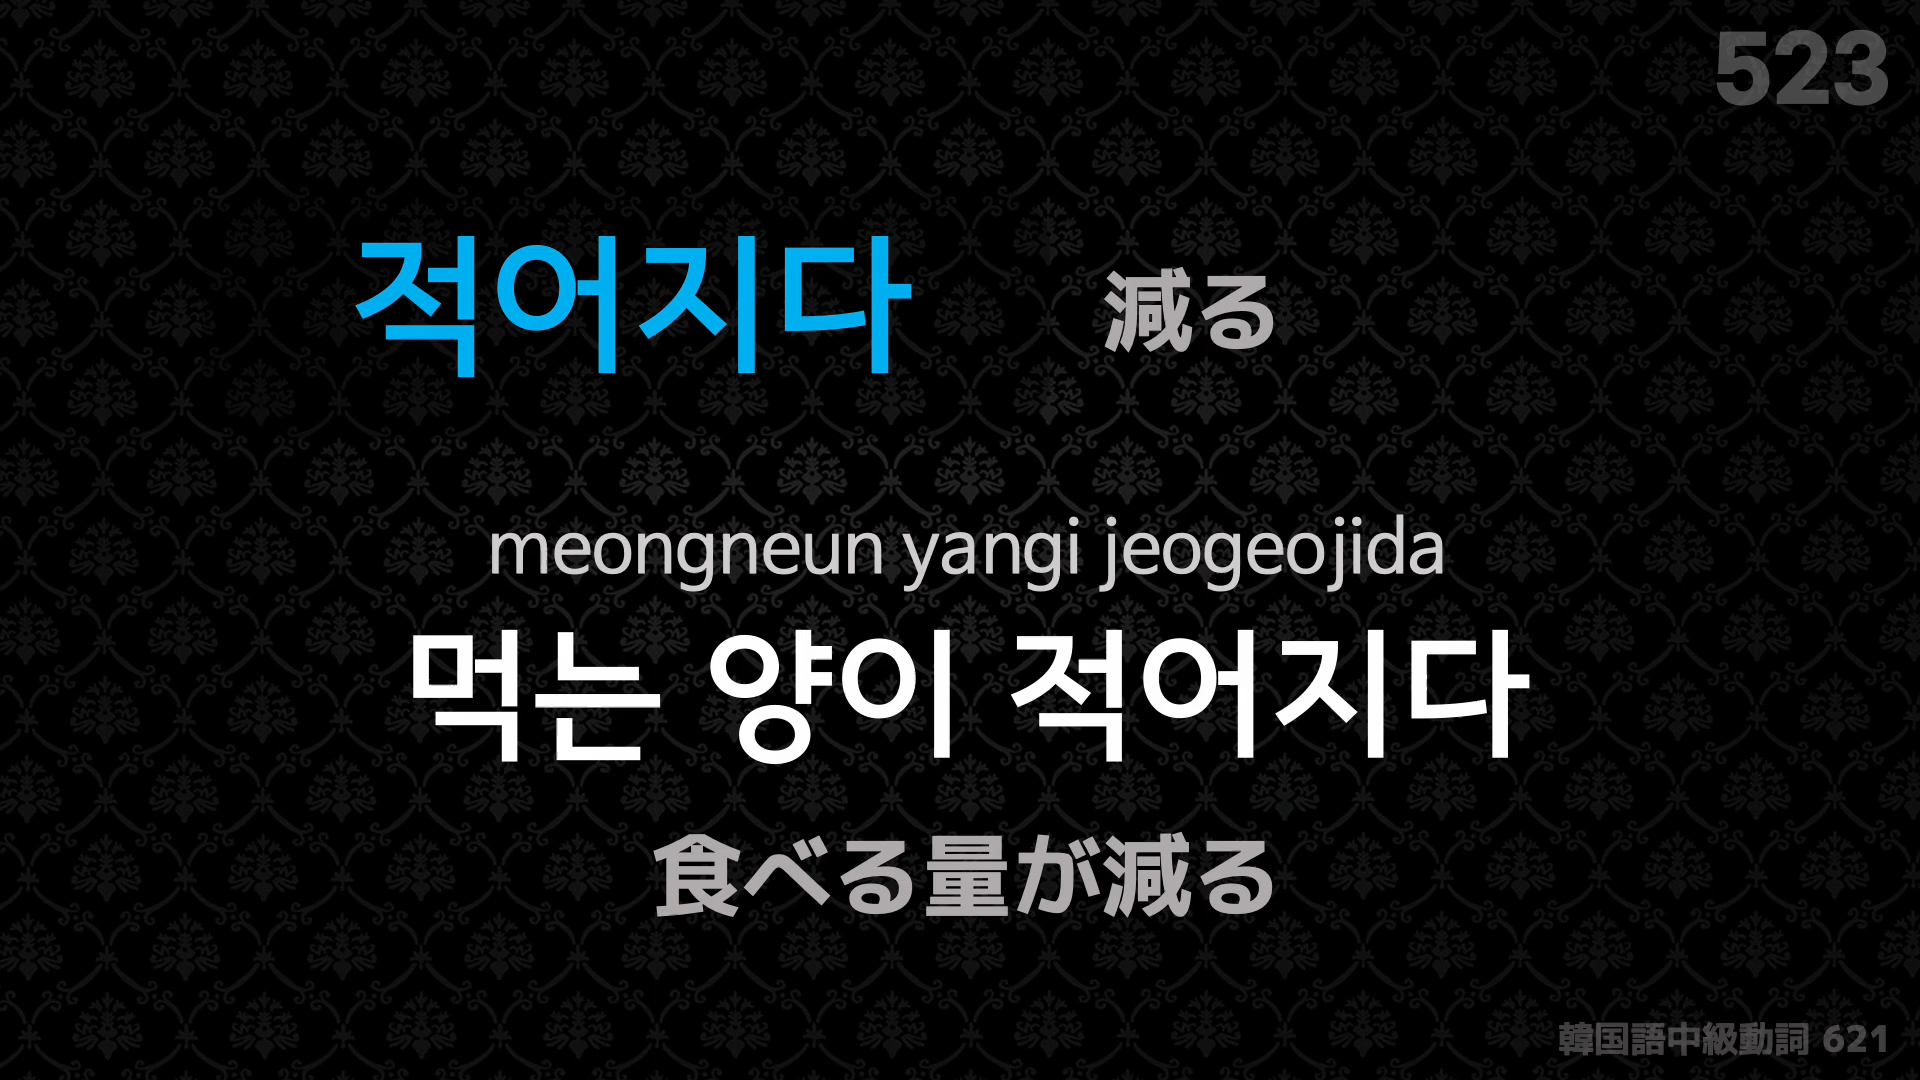 523
적어지다 減る
meongneun yangi jeogeojida
먹는 양이 적어지다
食べる量が減る
韓国語中級動詞 621